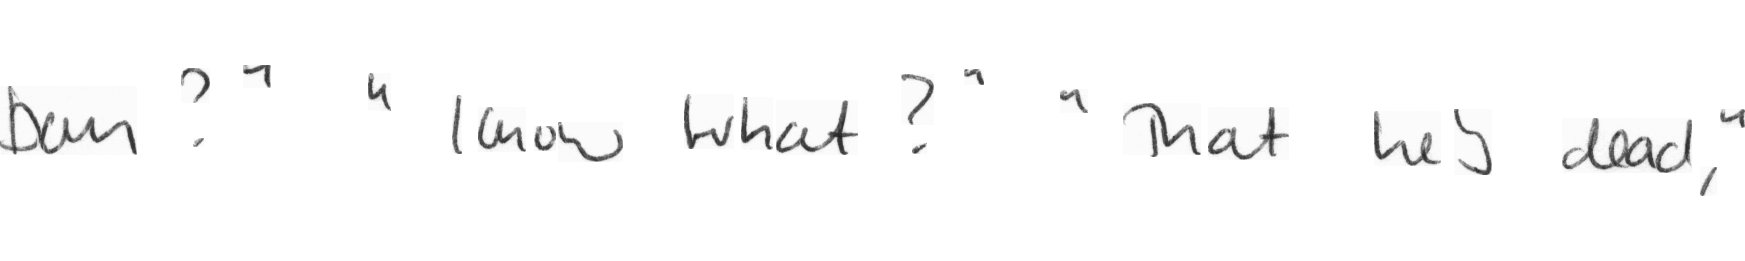 Dan ? " " Know what ? " " That he's dead , "